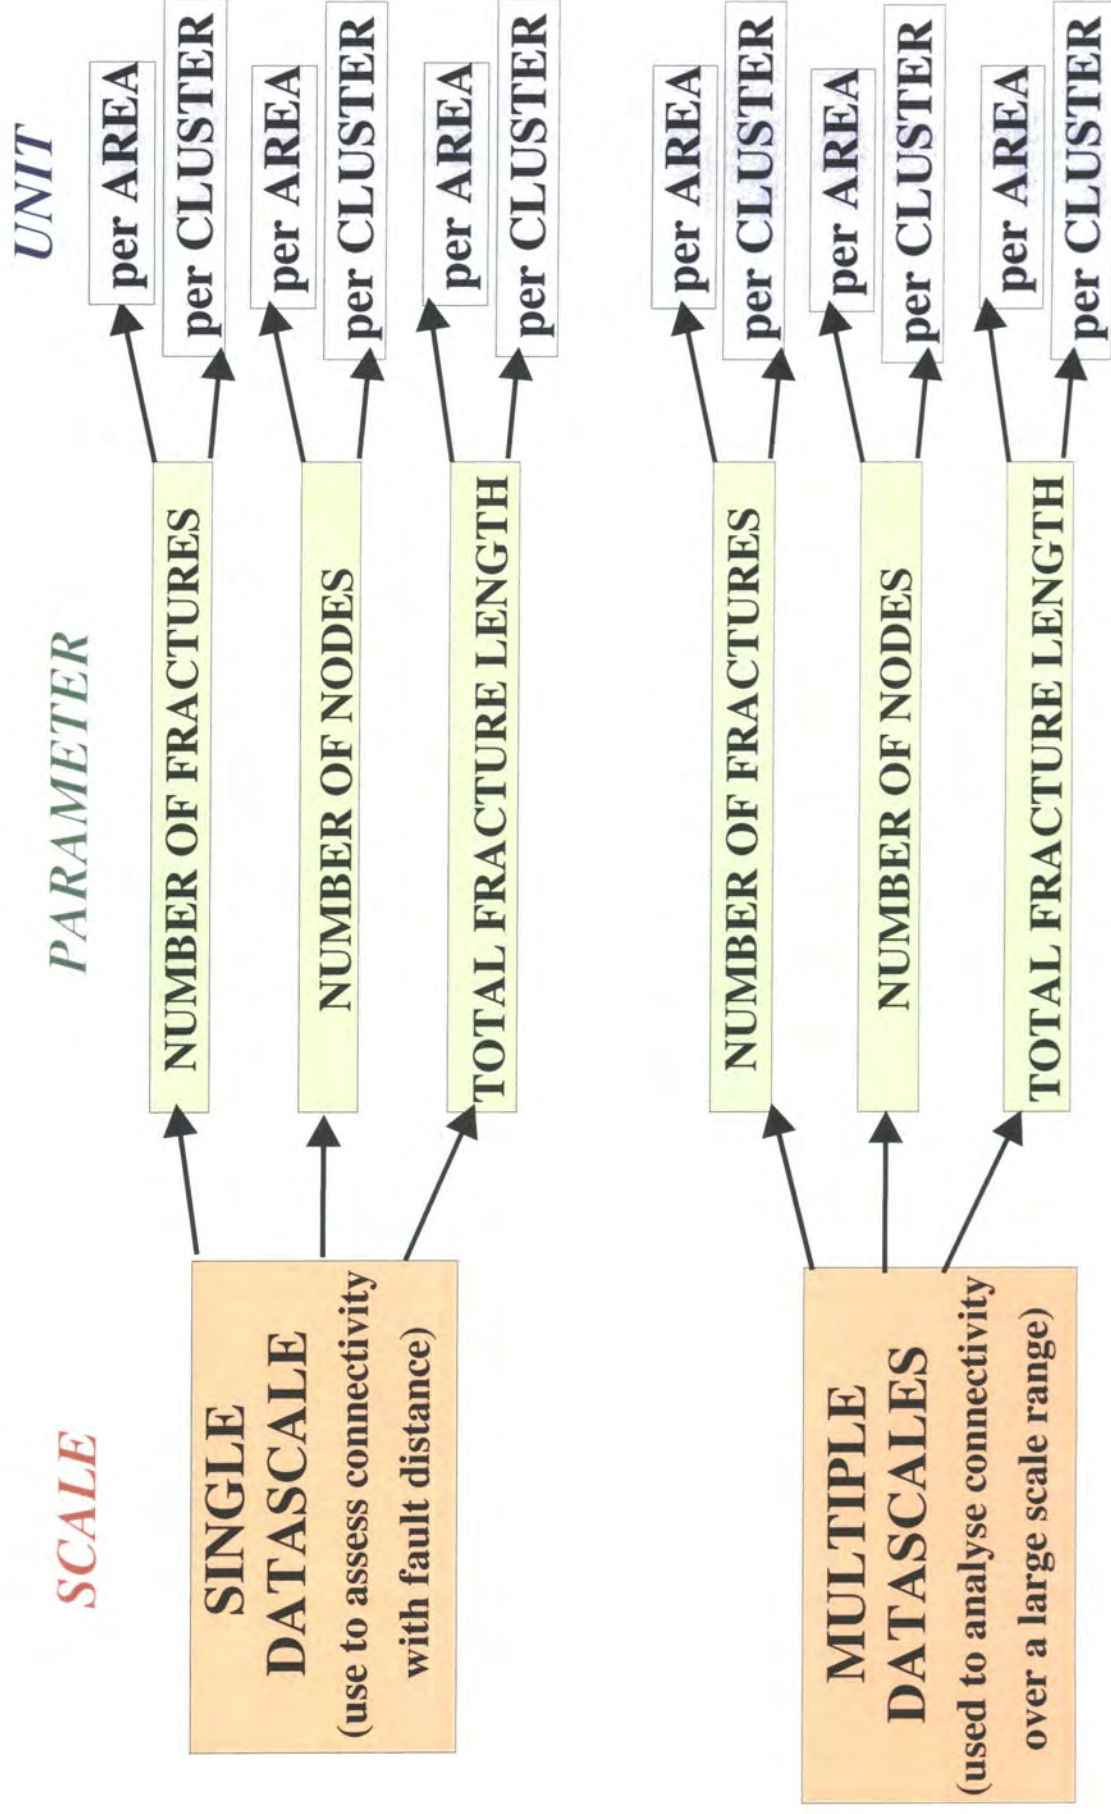 SCALE
PARAMETER
UNIT
SINGLE
DATASCALE
(use to assess connectivity
with fault distance)
NUMBER OF FRACTURES
per AREA
per CLUSTER
NUMBER OF NODES
per AREA
per CLUSTER
TOTAL FRACTURE LENGTH
per AREA
per CLUSTER
MULTIPLE
DATASCALES
(used to analyse connectivity
over a large scale range)
NUMBER OF FRACTURES
per AREA
per CLUSTER
NUMBER OF NODES
per AREA
per CLUSTER
TOTAL FRACTURE LENGTH
per AREA
per CLUSTER